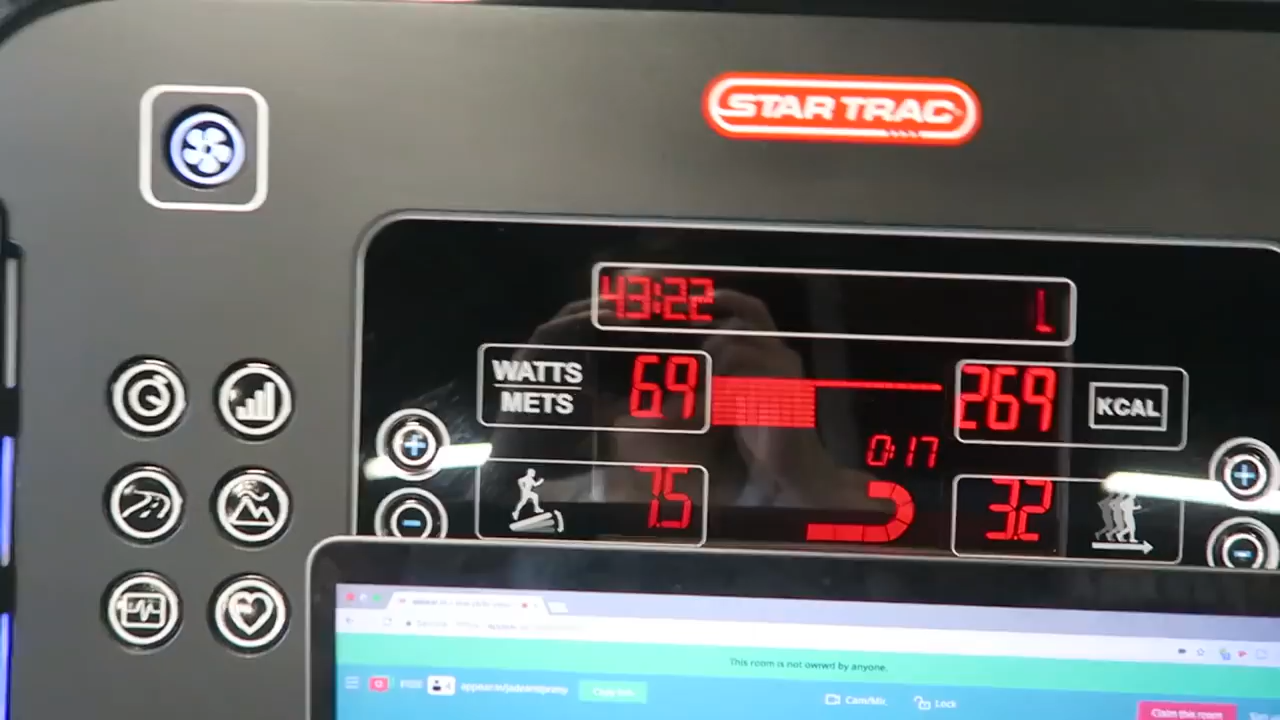 STAR TRAC
43:22 L
WATTS
METS
6.9
269
KCAL
0:17
7.5
3.2
This room is not owned by anyone.
Cam/Mic
Lock
Claim this room